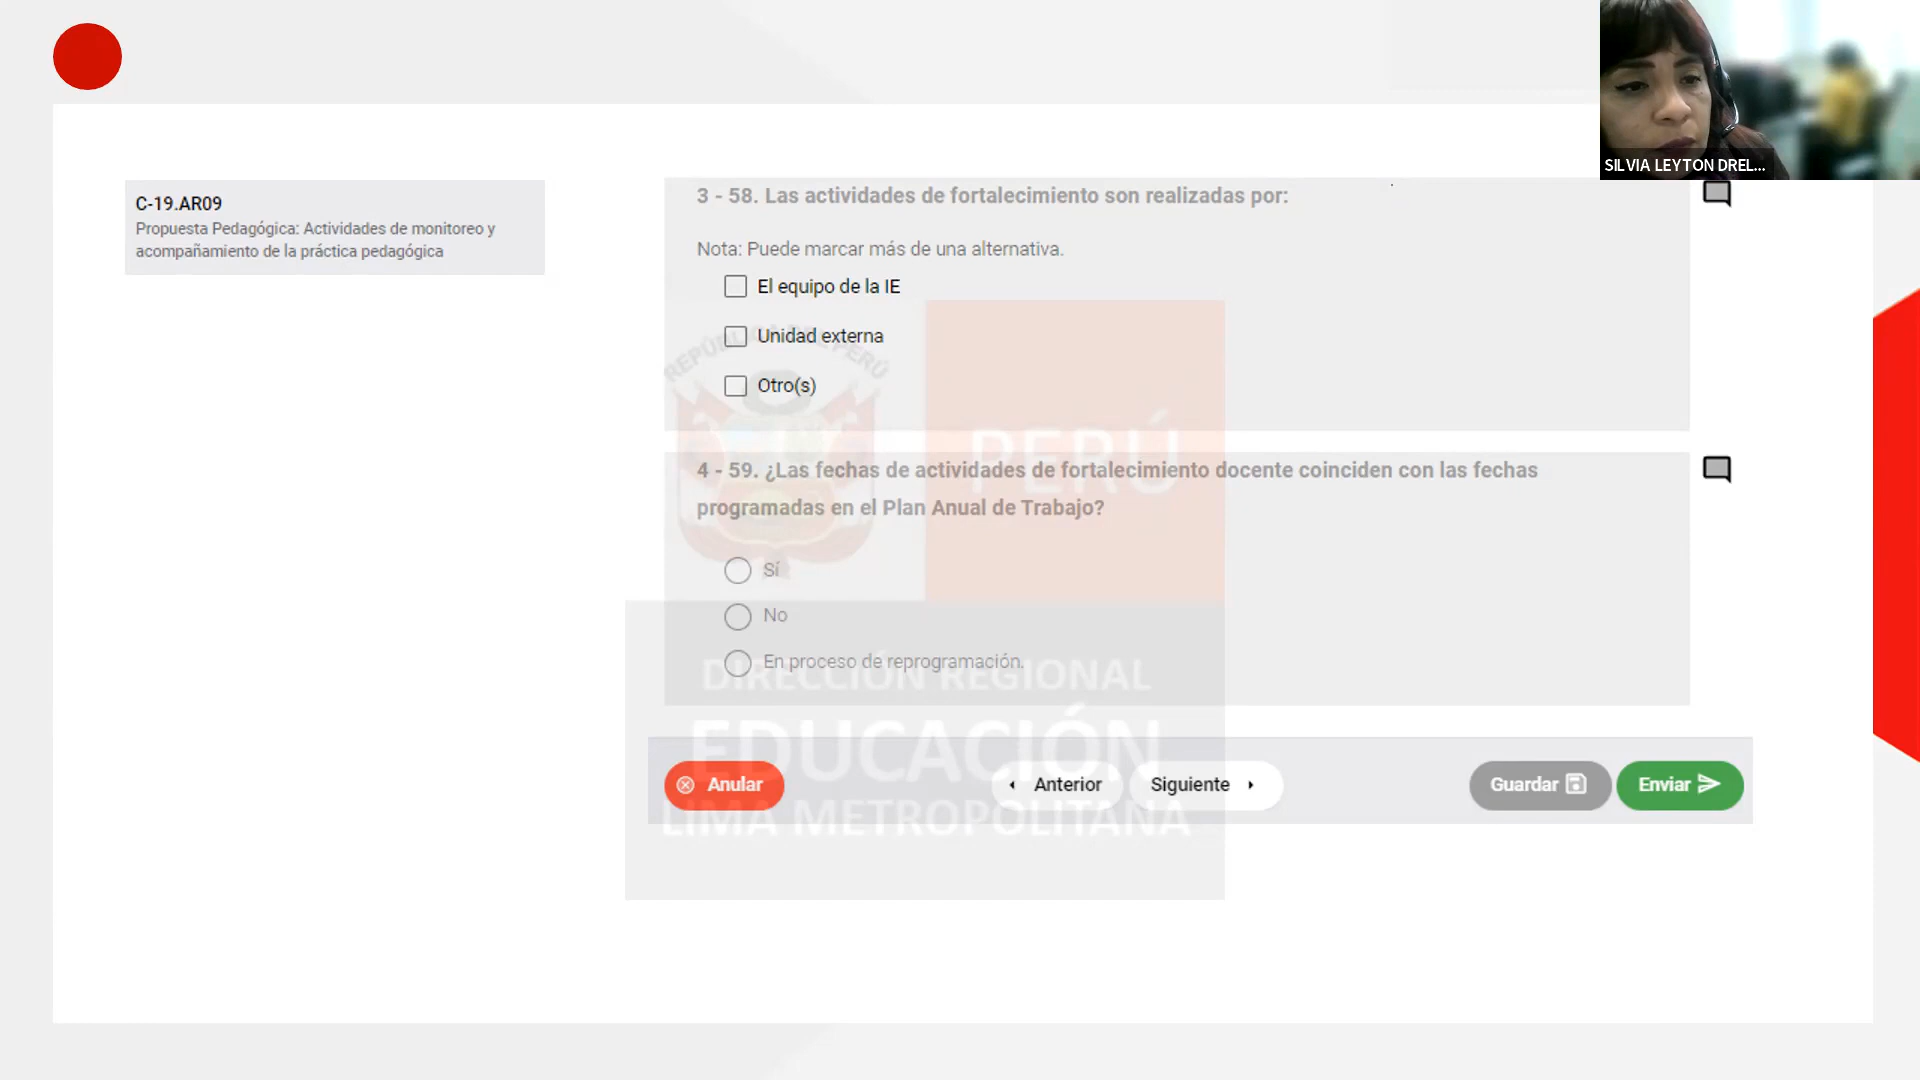 SILVIA LEYTON DREL...
C-19.AR09
Propuesta Pedagógica: Actividades de monitoreo y
acompañamiento de la práctica pedagógica
3 - 58. Las actividades de fortalecimiento son realizadas por:
Nota: Puede marcar más de una alternativa.
El equipo de la IE
Unidad externa
Otro(s)
REPÚBLICA DEL PERÚ
PERÚ
4 - 59. ¿Las fechas de actividades de fortalecimiento docente coinciden con las fechas
programadas en el Plan Anual de Trabajo?
Sí
No
En proceso de reprogramación.
DIRECCIÓN REGIONAL
EDUCACIÓN
LIMA METROPOLITANA
Anular
Anterior
Siguiente
Guardar
Enviar